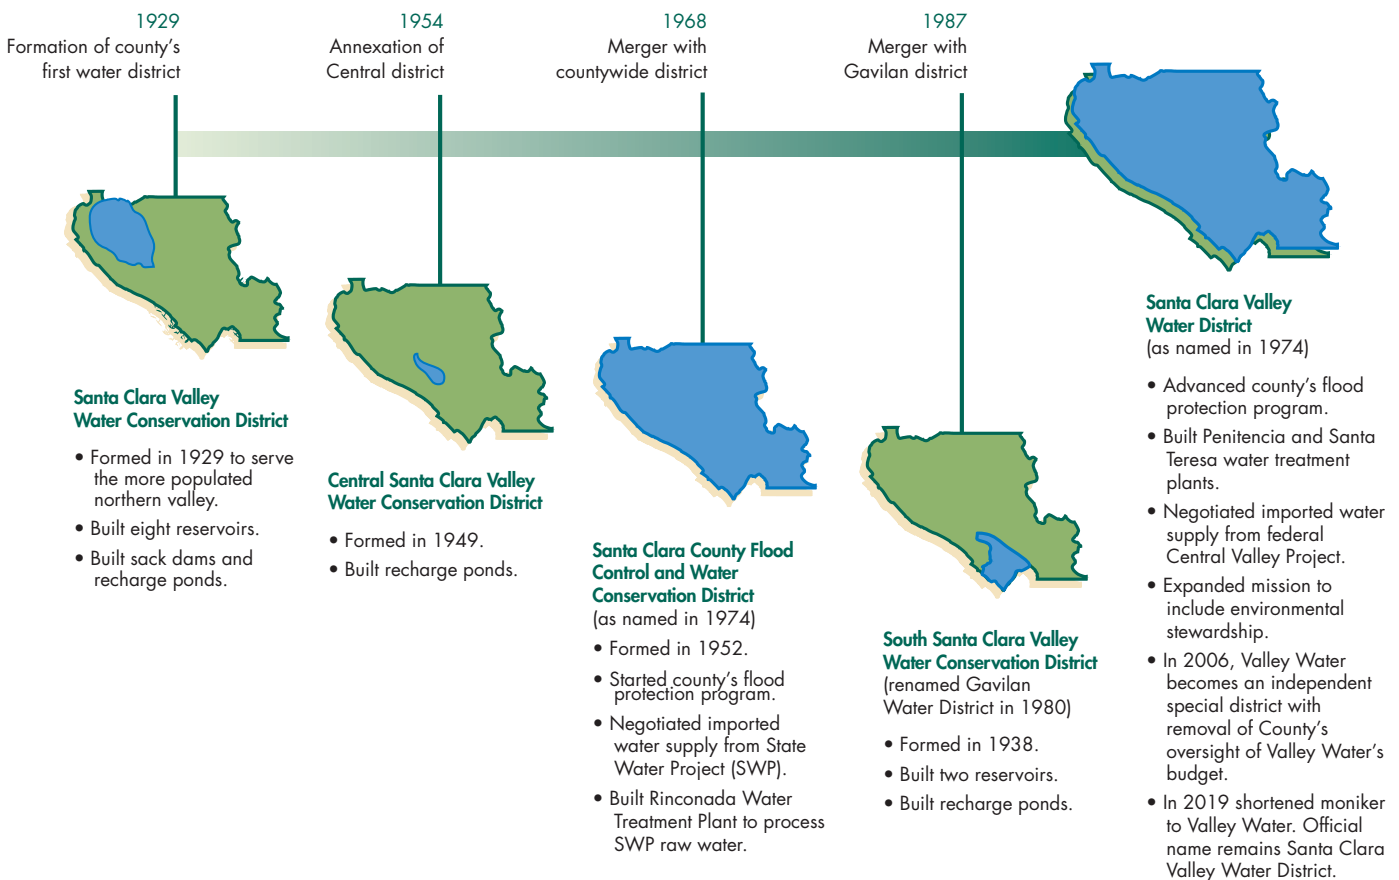 1929
Formation of county's
first water district
1954
Annexation of
Central district
1968
Merger with
countywide district
1987
Merger with
Gavilan district
Santa Clara Valley
Water Conservation District
• Formed in 1929 to serve
the more populated
northern valley.
• Built eight reservoirs.
• Built sack dams and
recharge ponds.
Central Santa Clara Valley
Water Conservation District
• Formed in 1949.
• Built recharge ponds.
Santa Clara County Flood
Control and Water
Conservation District
(as named in 1974)
• Formed in 1952.
• Started county's flood
protection program.
• Negotiated imported
water supply from State
Water Project (SWP).
• Built Rinconada Water
Treatment Plant to process
SWP raw water.
South Santa Clara Valley
Water Conservation District
(renamed Gavilan
Water District in 1980)
• Formed in 1938.
• Built two reservoirs.
• Built recharge ponds.
Santa Clara Valley
Water District
(as named in 1974)
• Advanced county's flood
protection program.
• Built Penitencia and Santa
Teresa water treatment
plants.
• Negotiated imported water
supply from federal
Central Valley Project.
• Expanded mission to
include environmental
stewardship.
• In 2006, Valley Water
becomes an independent
special district with
removal of County's
oversight of Valley Water's
budget.
• In 2019 shortened moniker
to Valley Water. Official
name remains Santa Clara
Valley Water District.